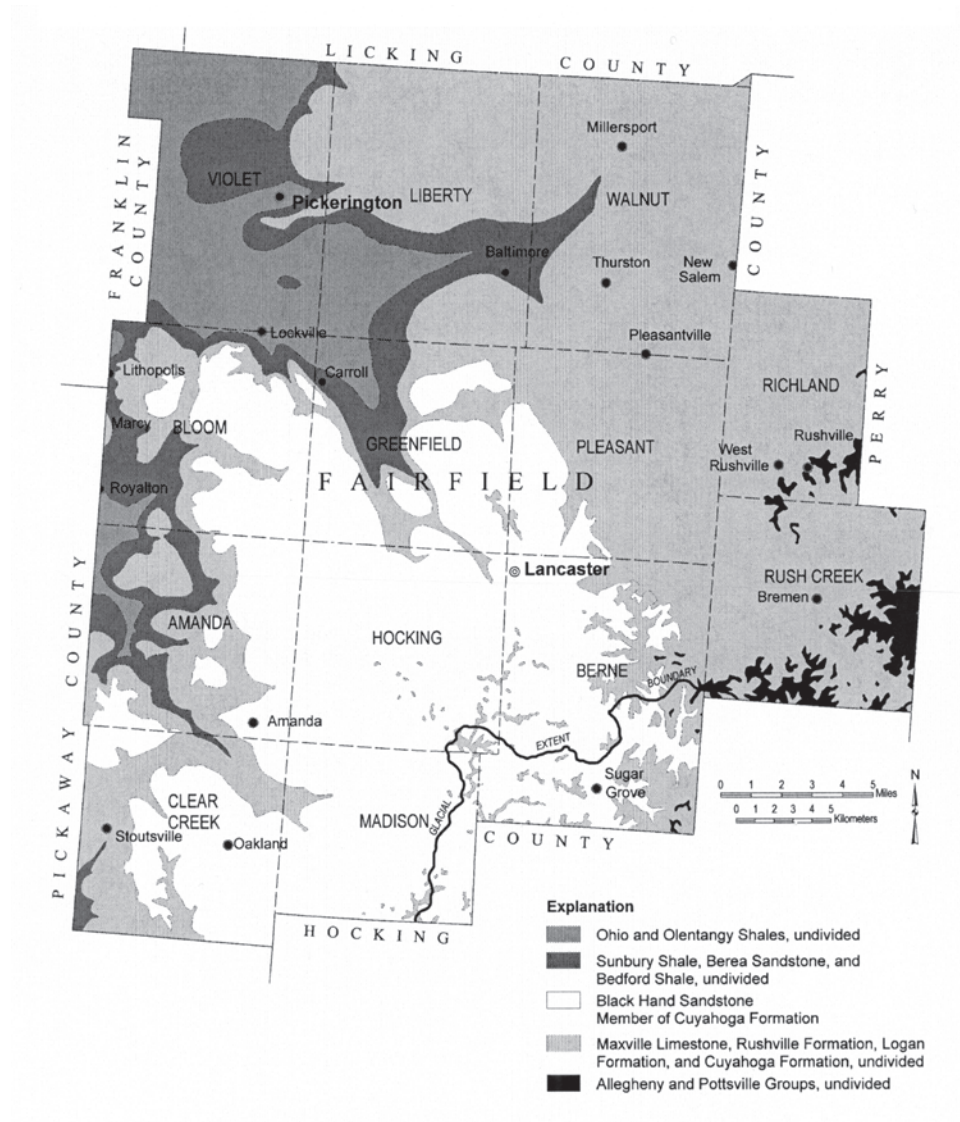 LICKING COUNTY
FRANKLIN
COUNTY
Millersport
VIOLET
LIBERTY
WALNUT
Pickerington
COUNTY
Baltimore
Thurston
New
Salem
Lockville
Pleasantville
Lithopolis
Carroll
RICHLAND
PERRY
Marcy
BLOOM
GREENFIELD
PLEASANT
Rushville
West
Rushville
FAIRFIELD
Royalton
Lancaster
RUSH CREEK
Bremen
AMANDA
HOCKING
BERNE
BOUNDARY
PICKAWAY COUNTY
Amanda
EXTENT
Sugar
Grove
0 1 2 3 4 5 Miles
0 1 2 3 4 5 Kilometers
N
CLEAR
CREEK
MADISON
GLACIAL
Stoutsville
Oakland
COUNTY
HOCKING
Explanation
Ohio and Olentangy Shales, undivided
Sunbury Shale, Berea Sandstone, and
Bedford Shale, undivided
Black Hand Sandstone
Member of Cuyahoga Formation
Maxville Limestone, Rushville Formation, Logan
Formation, and Cuyahoga Formation, undivided
Allegheny and Pottsville Groups, undivided